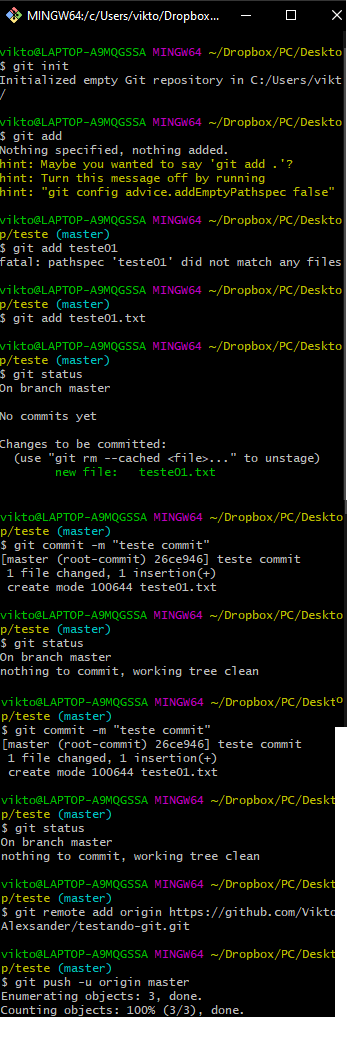 MINGW64:/c/Users/vikto/Dropbox...
vikto@LAPTOP-A9MQGSSA MINGW64 ~/Dropbox/PC/Deskto
$ git init
Initialized empty Git repository in C:/Users/vikt
/
vikto@LAPTOP-A9MQGSSA MINGW64 ~/Dropbox/PC/Deskto
$ git add
Nothing specified, nothing added.
hint: Maybe you wanted to say 'git add .'?
hint: Turn this message off by running
hint: "git config advice.addEmptyPathspec false"
vikto@LAPTOP-A9MQGSSA MINGW64 ~/Dropbox/PC/Deskto
p/teste (master)
$ git add teste01
fatal: pathspec 'teste01' did not match any files
vikto@LAPTOP-A9MQGSSA MINGW64 ~/Dropbox/PC/Deskto
p/teste (master)
$ git add teste01.txt
vikto@LAPTOP-A9MQGSSA MINGW64 ~/Dropbox/PC/Deskto
p/teste (master)
$ git status
On branch master
No commits yet
Changes to be committed:
(use "git rm --cached <file>..." to unstage)
new file: teste01.txt
vikto@LAPTOP-A9MQGSSA MINGW64 ~/Dropbox/PC/Deskto
p/teste (master)
$ git commit -m "teste commit"
[master (root-commit) 26ce946] teste commit
1 file changed, 1 insertion(+)
create mode 100644 teste01.txt
vikto@LAPTOP-A9MQGSSA MINGW64 ~/Dropbox/PC/Deskto
p/teste (master)
$ git status
On branch master
nothing to commit, working tree clean
vikto@LAPTOP-A9MQGSSA MINGW64 ~/Dropbox/PC/Deskto
p/teste (master)
$ git commit -m "teste commit"
[master (root-commit) 26ce946] teste commit
1 file changed, 1 insertion(+)
create mode 100644 teste01.txt
vikto@LAPTOP-A9MQGSSA MINGW64 ~/Dropbox/PC/Deskt
p/teste (master)
$ git status
On branch master
nothing to commit, working tree clean
vikto@LAPTOP-A9MQGSSA MINGW64 ~/Dropbox/PC/Deskt
p/teste (master)
$ git remote add origin https://github.com/Vikto
Alexsander/testando-git.git
vikto@LAPTOP-A9MQGSSA MINGW64 ~/Dropbox/PC/Deskt
p/teste (master)
$ git push -u origin master
Enumerating objects: 3, done.
Counting objects: 100% (3/3), done.